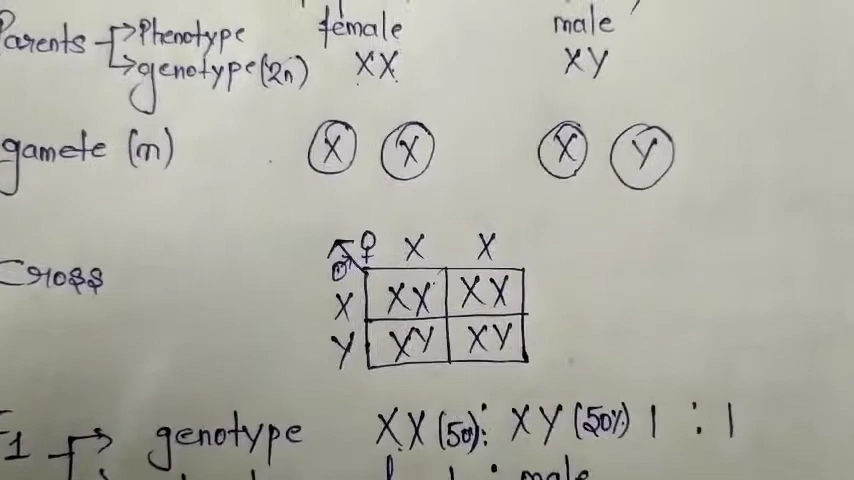 Parents Phenotype female male
genotype (2n) XX XY
gamete (n) X X X Y
♀ X X
Cross ♂
X XX XX
Y XY XY
F1 genotype XX (50): XY (50%) 1 : 1
: male